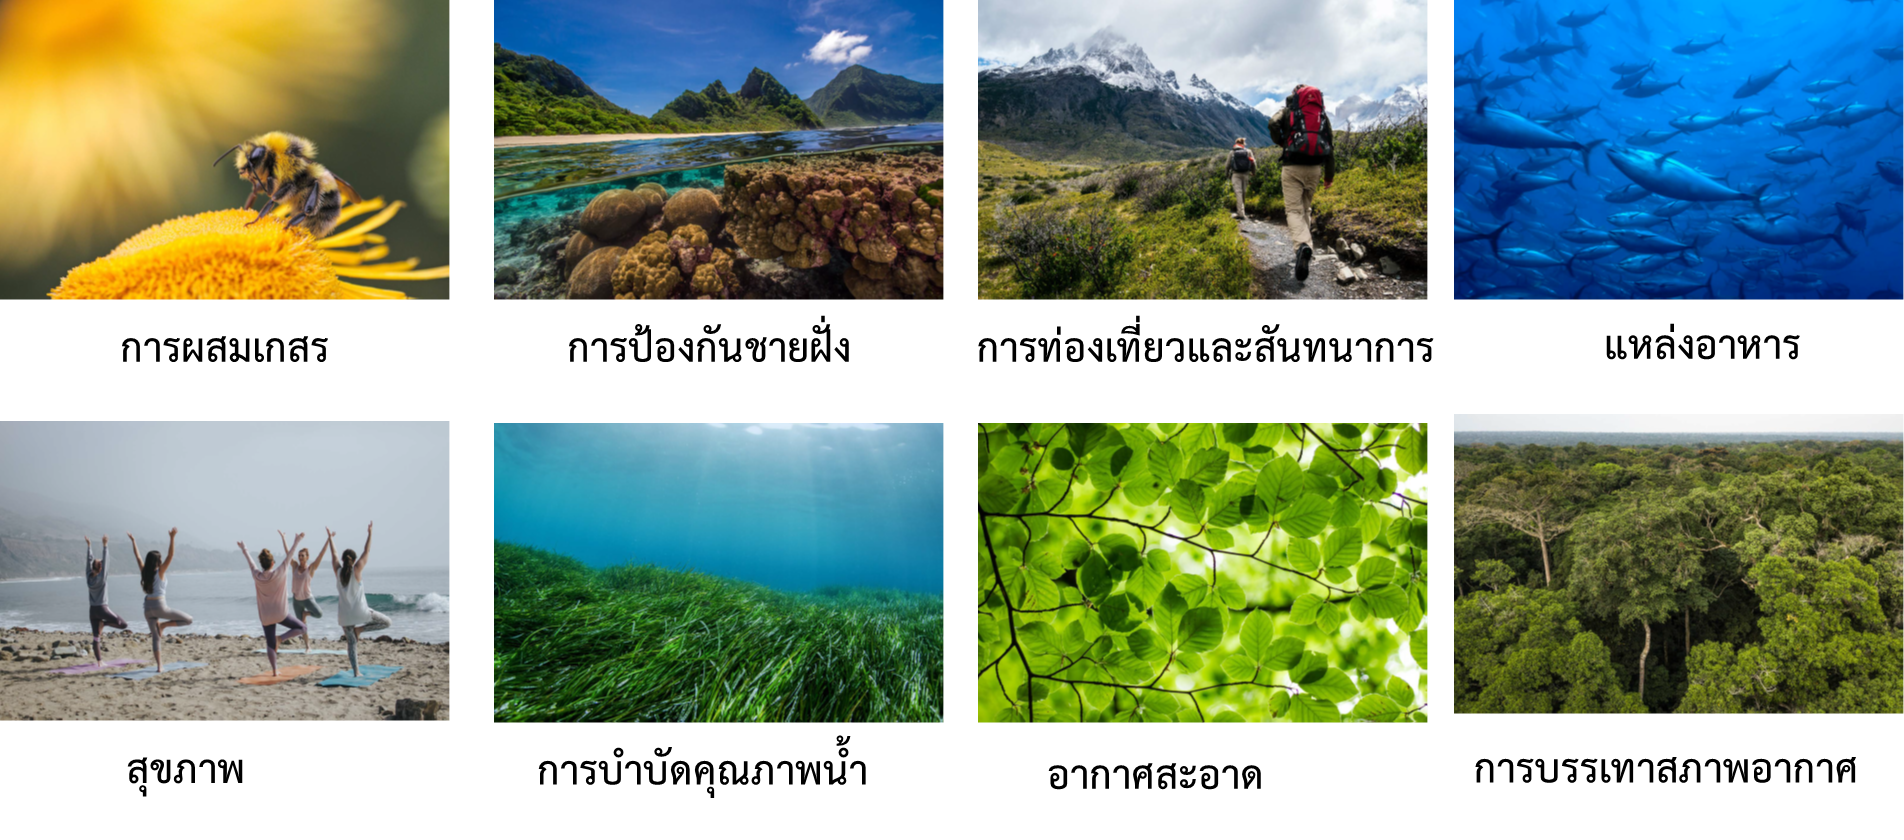 การผสมเกสร
การป้องกันชายฝั่ง
การท่องเที่ยวและสันทนาการ
แหล่งอาหาร
สุขภาพ
การบำบัดคุณภาพน้ำ
อากาศสะอาด
การบรรเทาสภาพอากาศ